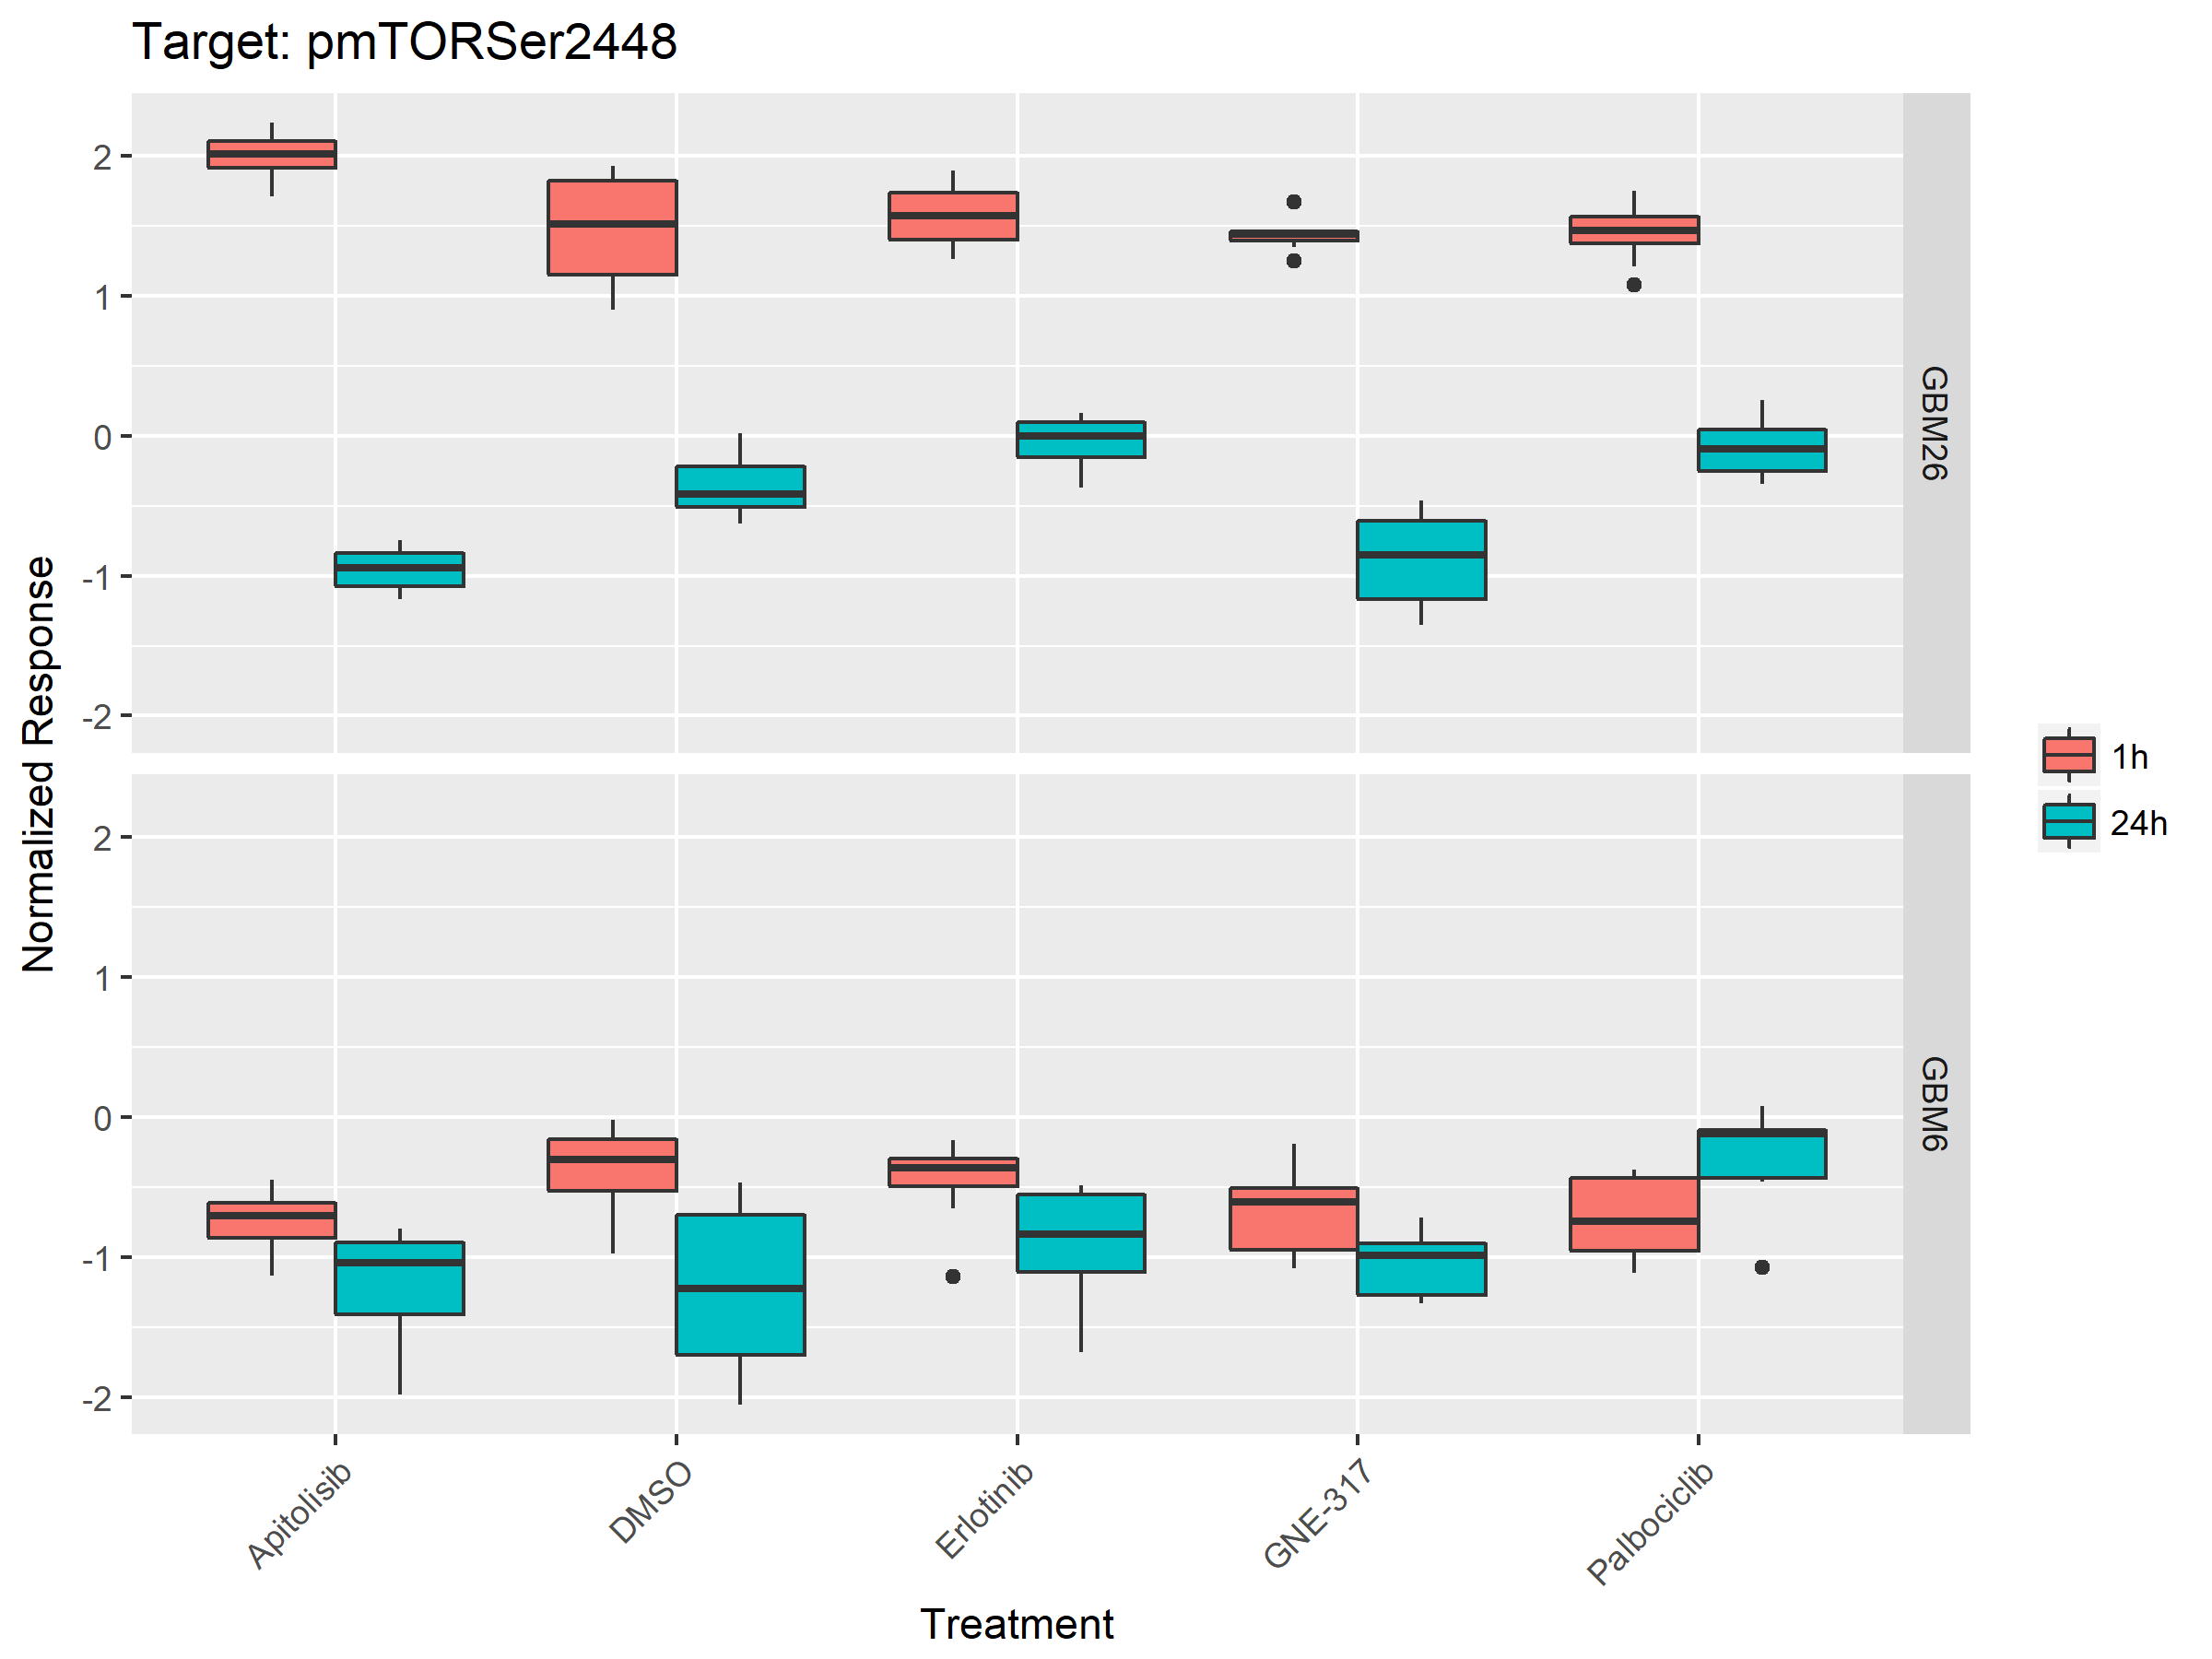 Target: pmTORSer2448
Normalized Response
2
1
0
-1
-2
GBM26
2
1
0
-1
-2
GBM6
1h
24h
Apitolisib
DMSO
Erlotinib
GNE-317
Palbociclib
Treatment